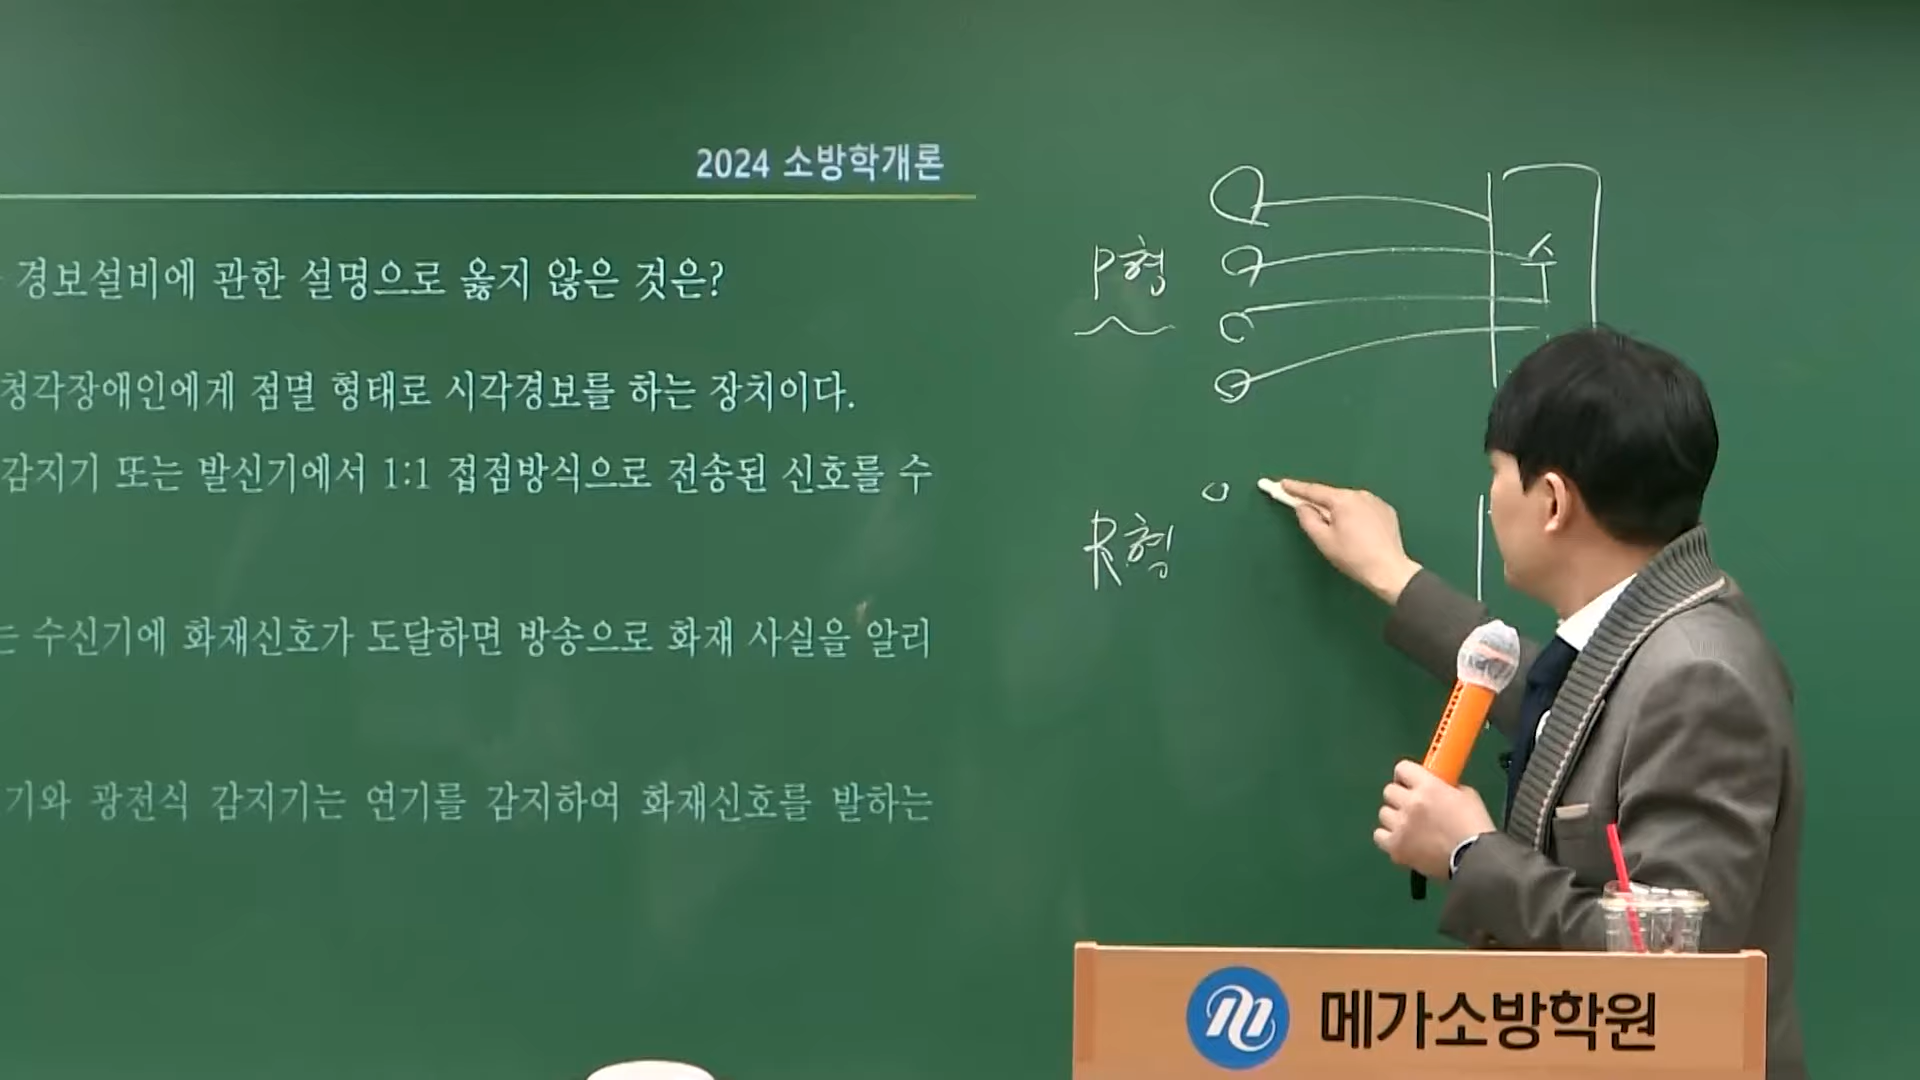 2024 소방학개론
경보설비에 관한 설명으로 옳지 않은 것은?
청각장애인에게 점멸 형태로 시각경보를 하는 장치이다.
감지기 또는 발신기에서 1:1 접점방식으로 전송된 신호를 수
는 수신기에 화재신호가 도달하면 방송으로 화재 사실을 알리
기와 광전식 감지기는 연기를 감지하여 화재신호를 발하는
P형
수
R형
메가소방학원